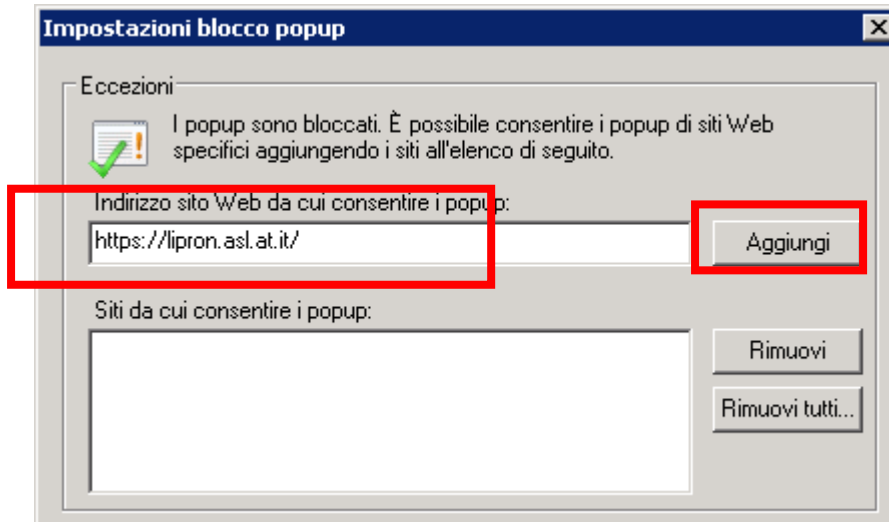 Impostazioni blocco popup
Eccezioni
I popup sono bloccati. È possibile consentire i popup di siti Web
specifici aggiungendo i siti all'elenco di seguito.
Indirizzo sito Web da cui consentire i popup:
https://lipron.asl.at.it/
Aggiungi
Siti da cui consentire i popup:
Rimuovi
Rimuovi tutti...